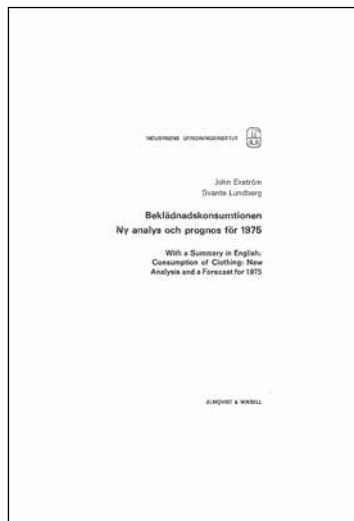 INDUSTRIENS UTREDNINGSINSTITUT
John Ekström
Svante Lundberg
Beklädnadskonsumtionen
Ny analys och prognos för 1975
With a Summary in English:
Consumption of Clothing: New
Analysis and a Forecast for 1975
ALMQVIST & WIKSELL